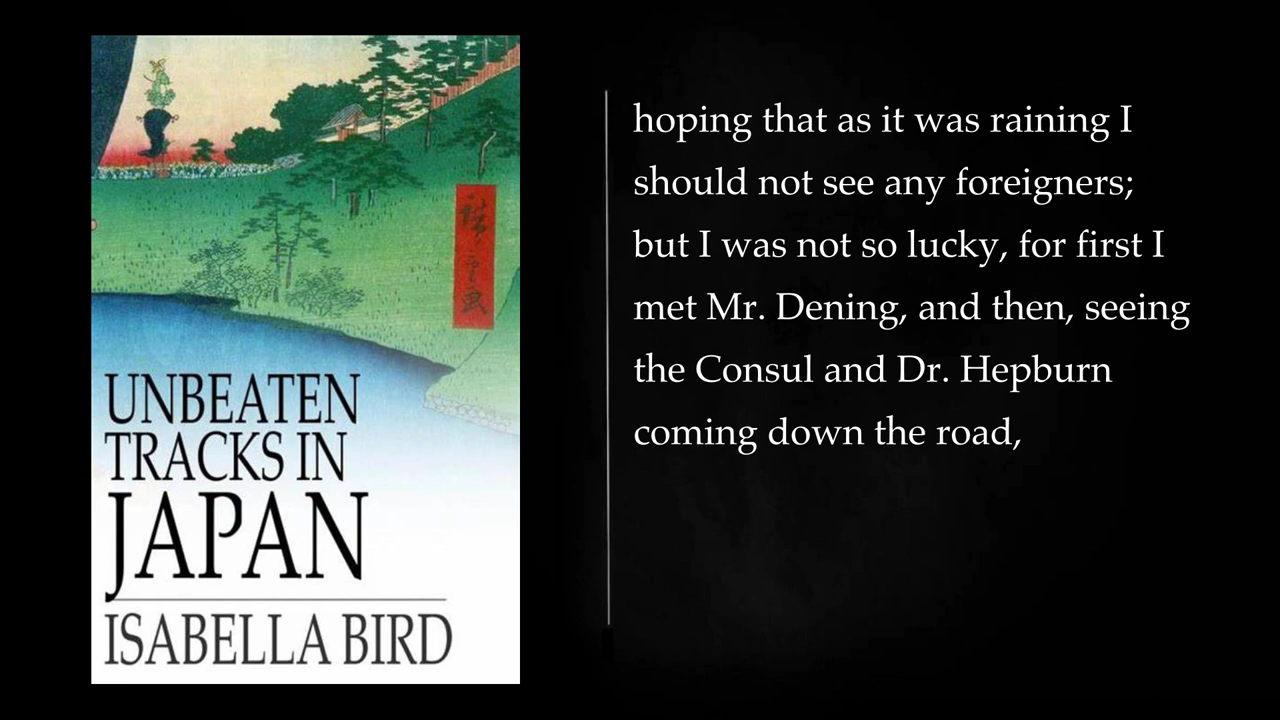 UNBEATEN
TRACKS IN
JAPAN
ISABELLA BIRD
hoping that as it was raining I
should not see any foreigners;
but I was not so lucky, for first I
met Mr. Dening, and then, seeing
the Consul and Dr. Hepburn
coming down the road,